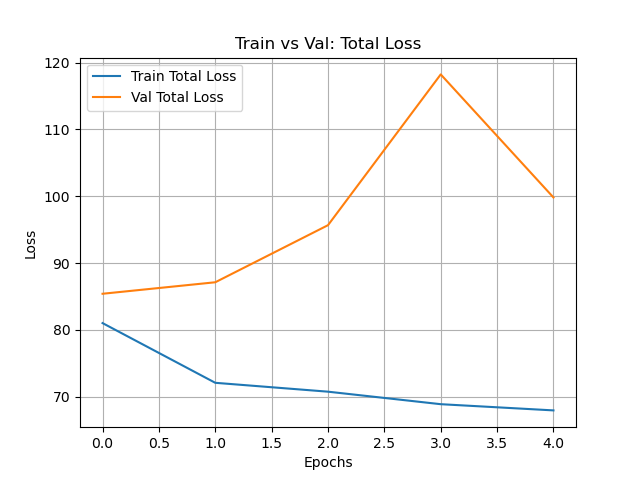 Train vs Val: Total Loss
Train Total Loss
Val Total Loss
120
110
100
90
80
70
Loss
0.0 0.5 1.0 1.5 2.0 2.5 3.0 3.5 4.0
Epochs